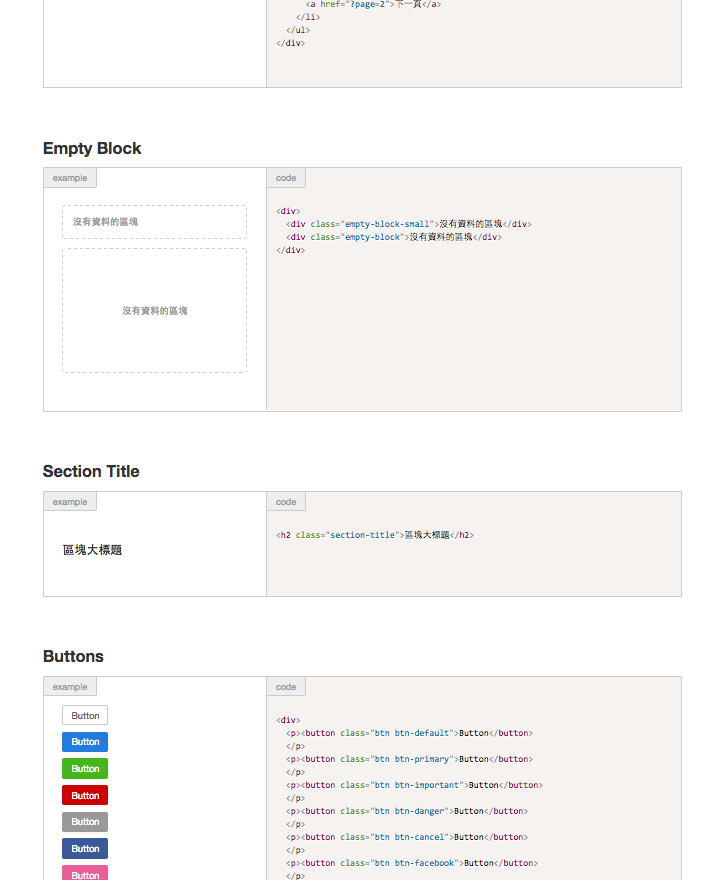 <a href="?page=2">下一頁</a>
</li>
</ul>
</div>
Empty Block
example
code
沒有資料的區塊
沒有資料的區塊
<div>
<div class="empty-block-small">沒有資料的區塊</div>
<div class="empty-block">沒有資料的區塊</div>
</div>
Section Title
example
code
區塊大標題
<h2 class="section-title">區塊大標題</h2>
Buttons
example
code
Button
Button
Button
Button
Button
Button
Button
<div>
<p><button class="btn btn-default">Button</button>
</p>
<p><button class="btn btn-primary">Button</button>
</p>
<p><button class="btn btn-important">Button</button>
</p>
<p><button class="btn btn-danger">Button</button>
</p>
<p><button class="btn btn-cancel">Button</button>
</p>
<p><button class="btn btn-facebook">Button</button>
</p>